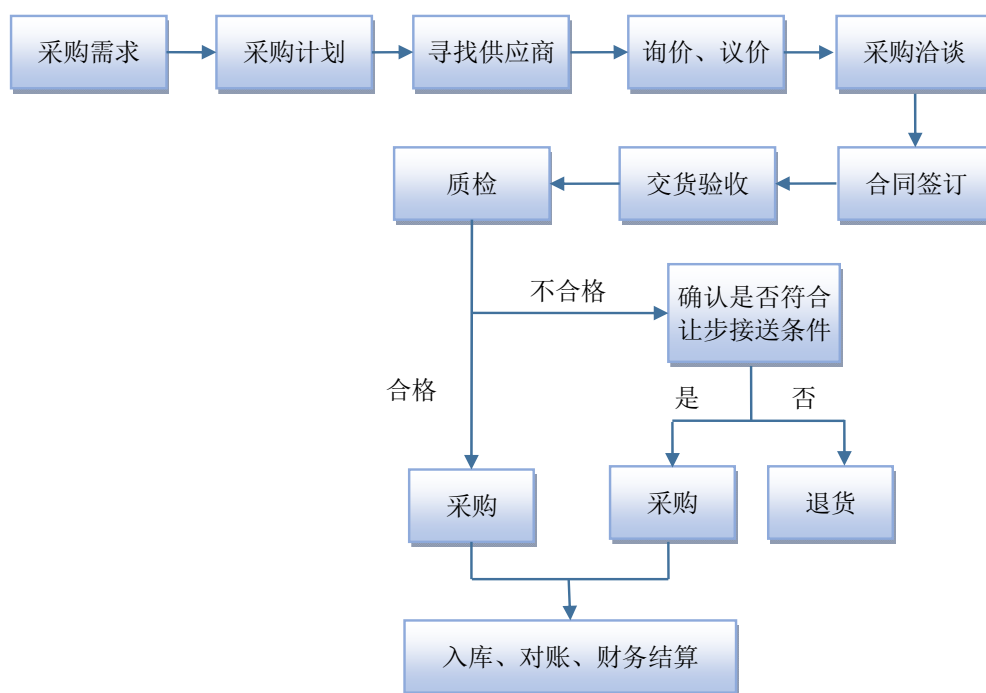 采购需求
采购计划
寻找供应商
询价、议价
采购洽谈
质检
交货验收
合同签订
不合格
确认是否符合
让步接送条件
合格
是
否
采购
采购
退货
入库、对账、财务结算